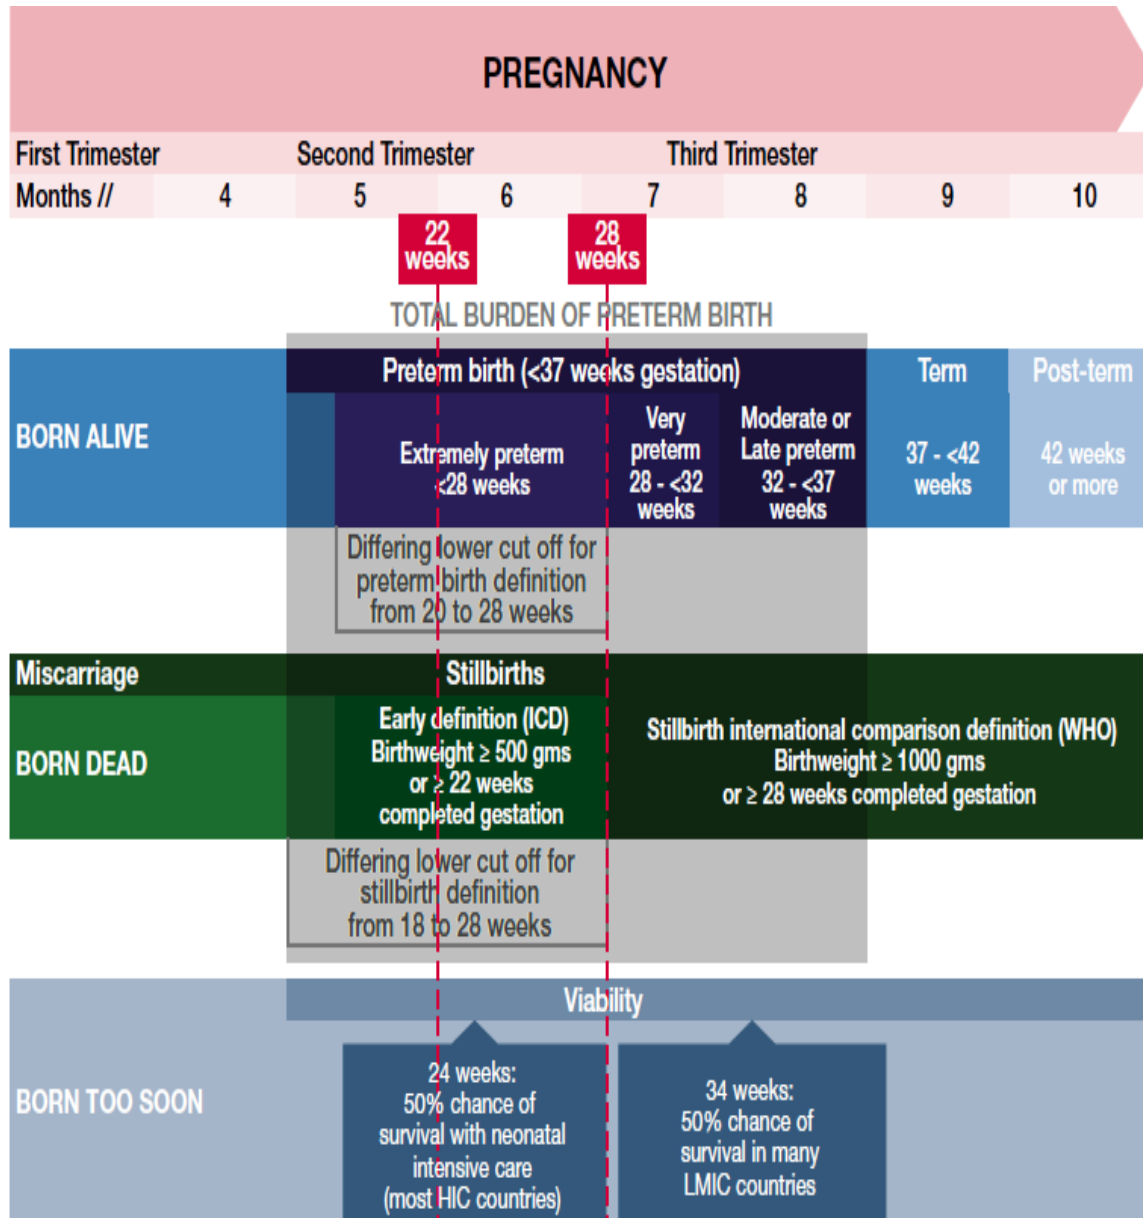 PREGNANCY
First Trimester Second Trimester Third Trimester
Months // 4 5 6 7 8 9 10
22
weeks
28
weeks
TOTAL BURDEN OF PRETERM BIRTH
Preterm birth (<37 weeks gestation)
Term
Post-term
BORN ALIVE
Extremely preterm
<28 weeks
Very
preterm
28 - <32
weeks
Moderate or
Late preterm
32 - <37
weeks
37 - <42
weeks
42 weeks
or more
Differing lower cut off for
preterm birth definition
from 20 to 28 weeks
Miscarriage
Stillbirths
BORN DEAD
Early definition (ICD)
Birthweight ≥ 500 gms
or ≥ 22 weeks
completed gestation
Stillbirth international comparison definition (WHO)
Birthweight ≥ 1000 gms
or ≥ 28 weeks completed gestation
Differing lower cut off for
stillbirth definition
from 18 to 28 weeks
Viability
BORN TOO SOON
24 weeks:
50% chance of
survival with neonatal
intensive care
(most HIC countries)
34 weeks:
50% chance of
survival in many
LMIC countries